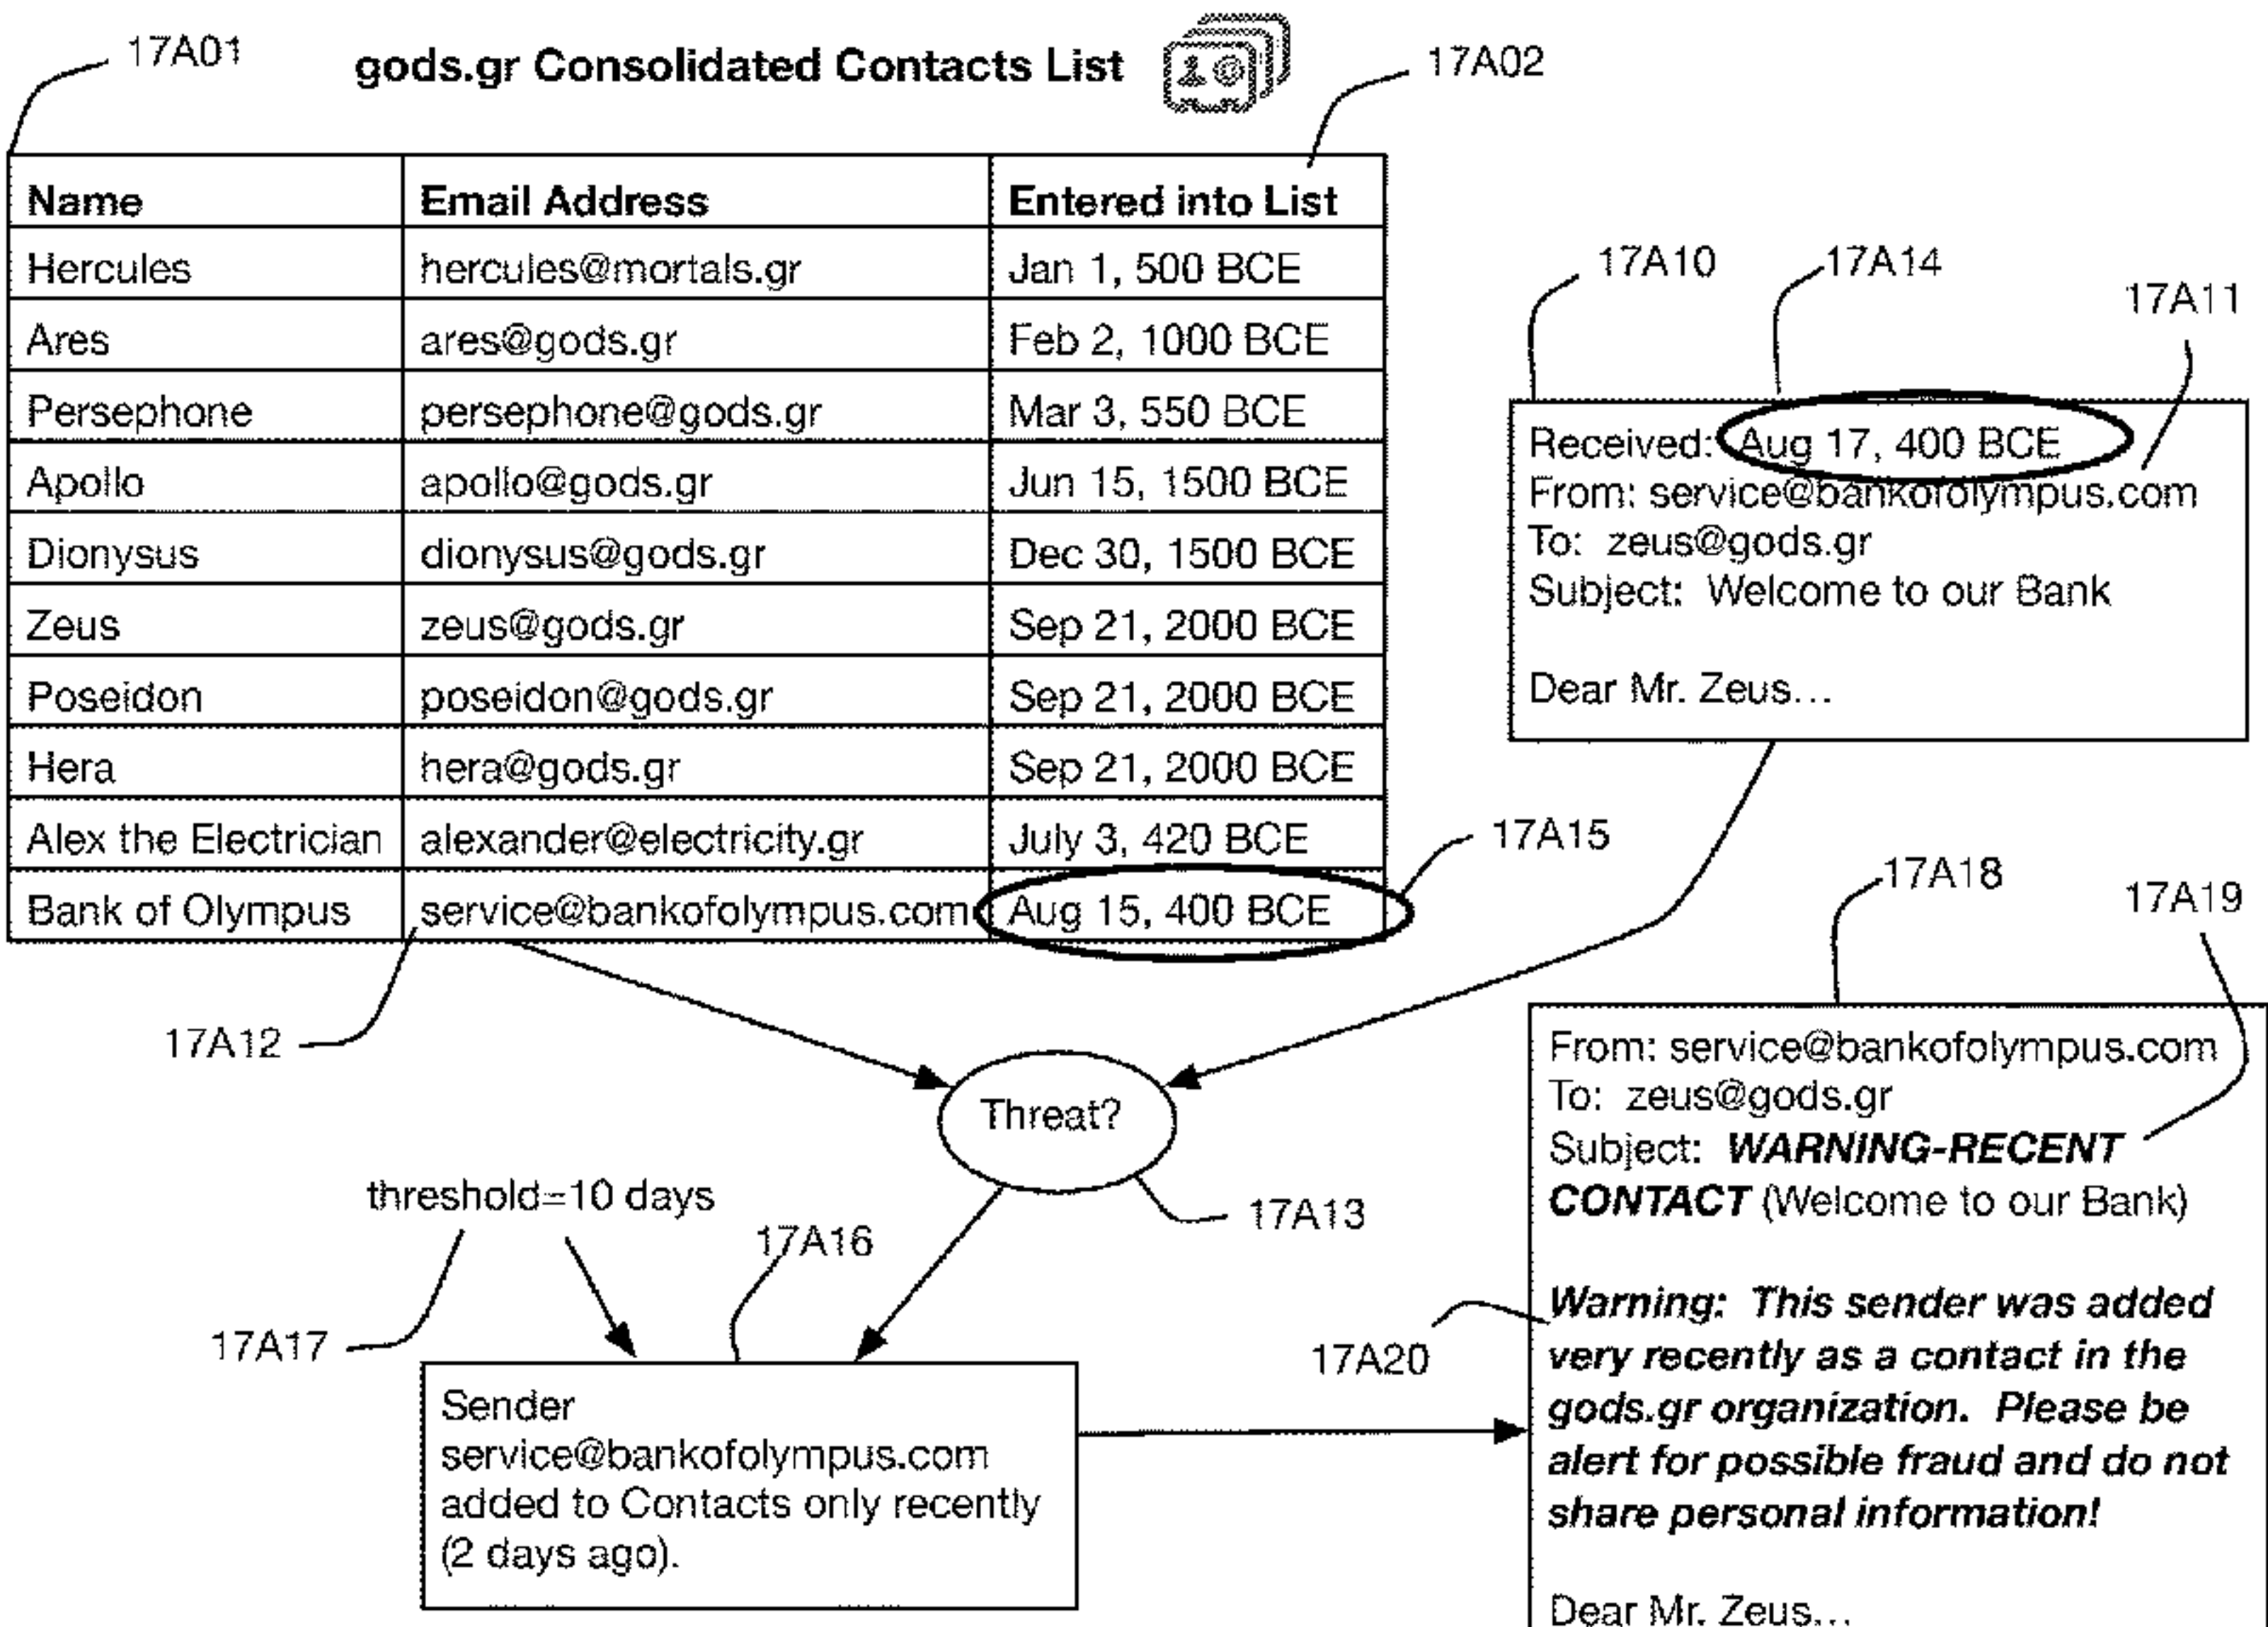 17A01
gods.gr Consolidated Contacts List
17A02
Name Email Address Entered into List
Hercules hercules@mortals.gr Jan 1, 500 BCE
Ares ares@gods.gr Feb 2, 1000 BCE
Persephone persephone@gods.gr Mar 3, 550 BCE
Apollo apollo@gods.gr Jun 15, 1500 BCE
Dionysus dionysus@gods.gr Dec 30, 1500 BCE
Zeus zeus@gods.gr Sep 21, 2000 BCE
Poseidon poseidon@gods.gr Sep 21, 2000 BCE
Hera hera@gods.gr Sep 21, 2000 BCE
Alex the Electrician alexander@electricity.gr July 3, 420 BCE
Bank of Olympus service@bankofolympus.com Aug 15, 400 BCE
17A10
17A14
17A11
Received: Aug 17, 400 BCE
From: service@bankofolympus.com
To: zeus@gods.gr
Subject: Welcome to our Bank
Dear Mr. Zeus...
17A15
17A12
Threat?
17A13
threshold=10 days
17A17
17A16
Sender
service@bankofolympus.com
added to Contacts only recently
(2 days ago).
17A18
17A19
From: service@bankofolympus.com
To: zeus@gods.gr
Subject: WARNING-RECENT
CONTACT (Welcome to our Bank)
17A20
Warning: This sender was added
very recently as a contact in the
gods.gr organization. Please be
alert for possible fraud and do not
share personal information!
Dear Mr. Zeus...